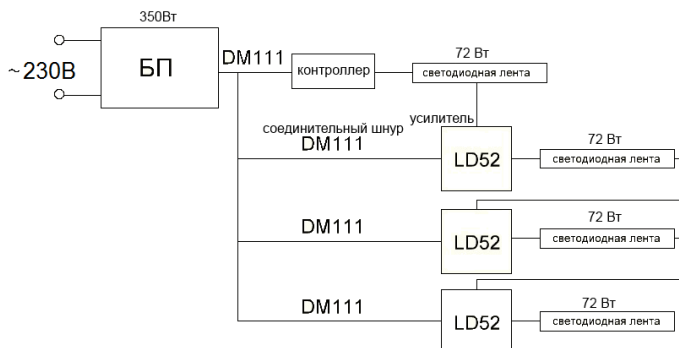 350Вт
~230В
БП
DM111
контроллер
72 Вт
светодиодная лента
усилитель
соединительный шнур
DM111
LD52
72 Вт
светодиодная лента
DM111
LD52
72 Вт
светодиодная лента
DM111
LD52
72 Вт
светодиодная лента